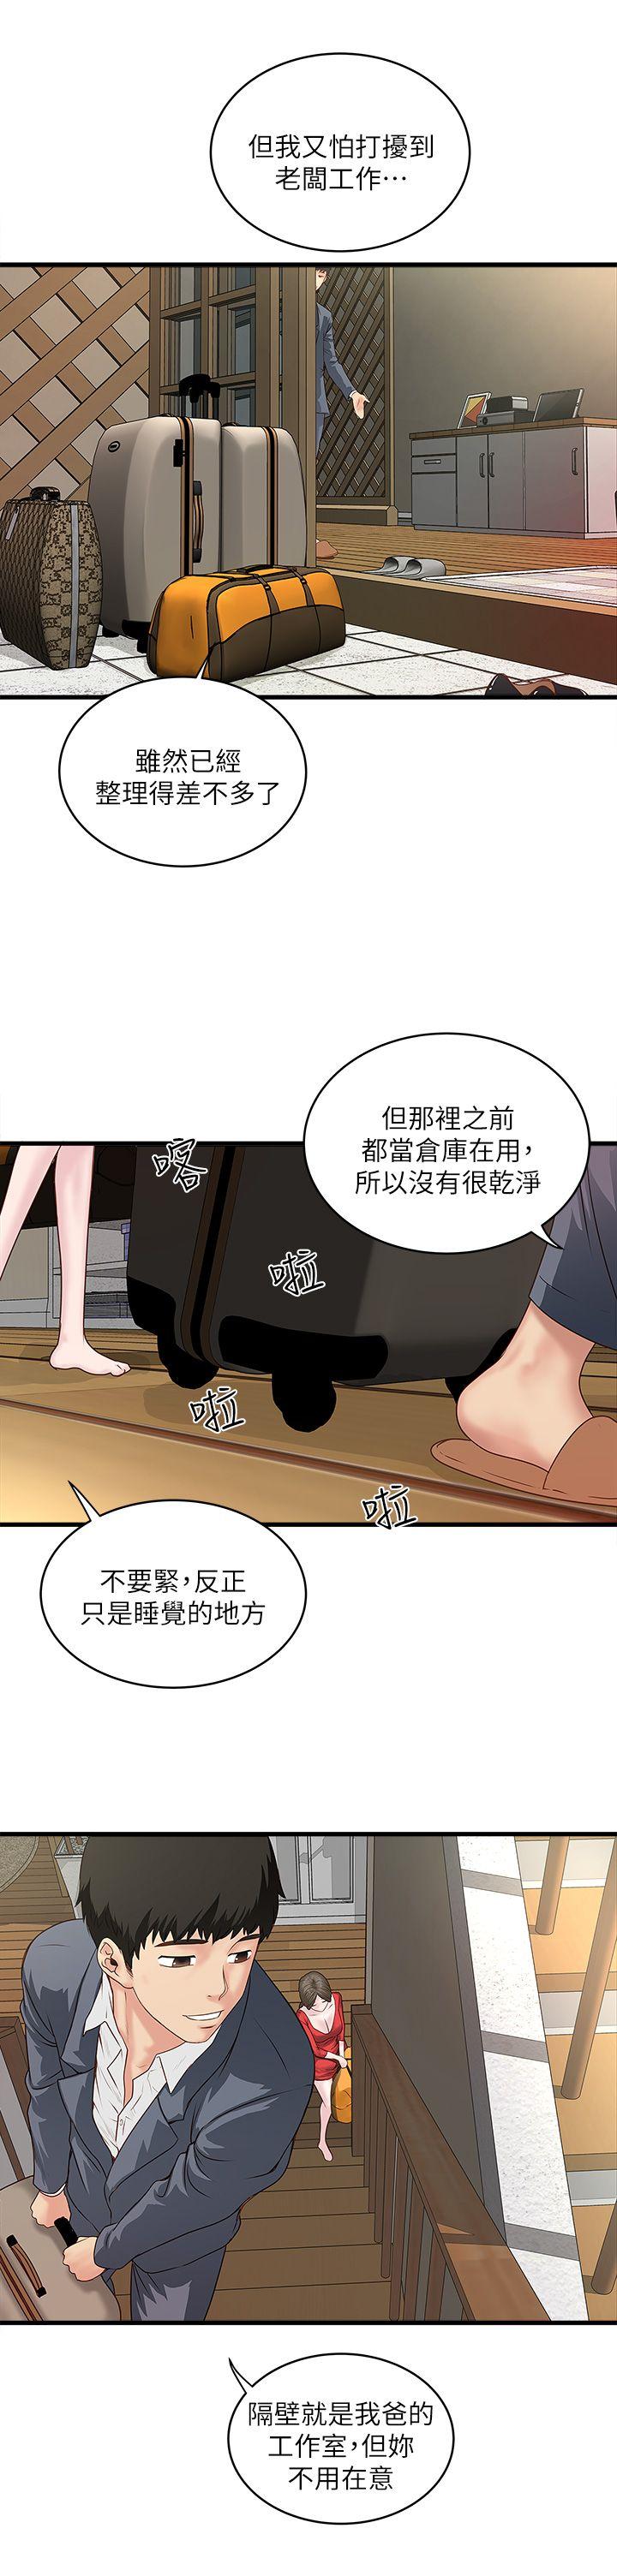 但我又怕打擾到
老闆工作…
雖然已經
整理得差不多了
但那裡之前
都當倉庫在用，
所以沒有很乾淨
喀
啦
啦
啦
不要緊，反正
只是睡覺的地方
隔壁就是我爸的
工作室，但妳
不用在意